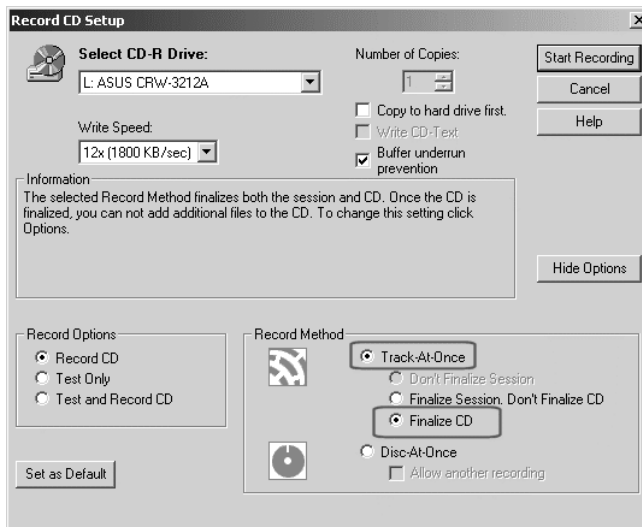 Record CD Setup
Select CD-R Drive:
L: ASUS CRW-3212A
Write Speed:
12x (1800 KB/sec)
Number of Copies:
1
Copy to hard drive first.
Write CD-Text
Buffer underrun
prevention
Start Recording
Cancel
Help
Information
The selected Record Method finalizes both the session and CD. Once the CD is
finalized, you can not add additional files to the CD. To change this setting click
Options.
Hide Options
Record Options
Record CD
Test Only
Test and Record CD
Set as Default
Record Method
Track-At-Once
Don't Finalize Session
Finalize Session. Don't Finalize CD
Finalize CD
Disc-At-Once
Allow another recording